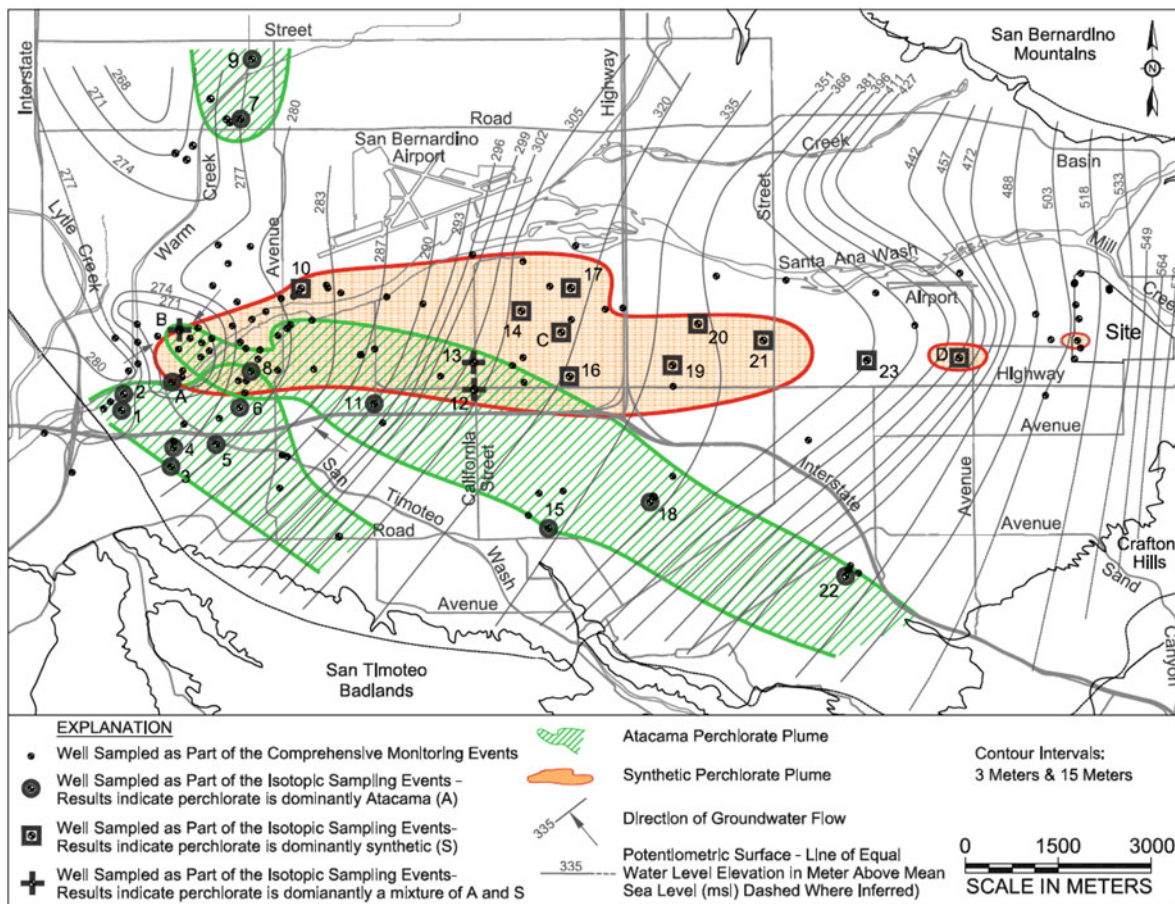 Interstate
Street
Highway
San Bernardino
Mountains
N
9
268
271
7
280
351
366
381
396
411
427
320
335
305
Road
San Bernardino
Airport
296
299
302
Creek
Basin
274
277
Creek
277
283
293
442
457
472
488
503
518
533
Lytle Creek
Warm
Avenue
287
290
Street
Santa Ana Wash
Mill
Creek
549
564
10
17
Airport
274
271
B
14
C
20
21
Site
280
A
8
13
16
19
23
D
Highway
2
1
6
12
11
Avenue
4
5
3
San
Timoteo
Wash
California
Street
Interstate
Avenue
15
18
Road
Avenue
Crafton
Hills
22
Sand
Canyon
Avenue
San Timoteo
Badlands
EXPLANATION
Well Sampled as Part of the Comprehensive Monitoring Events
Well Sampled as Part of the Isotopic Sampling Events -
Results indicate perchlorate is dominantly Atacama (A)
Well Sampled as Part of the Isotopic Sampling Events-
Results indicate perchlorate is dominantly synthetic (S)
Well Sampled as Part of the Isotopic Sampling Events-
Results indicate perchlorate is domianantly a mixture of A and S
Atacama Perchlorate Plume
Synthetic Perchlorate Plume
335
Direction of Groundwater Flow
335
Potentiometric Surface - Line of Equal
Water Level Elevation in Meter Above Mean
Sea Level (msl) Dashed Where Inferred)
Contour Intervals:
3 Meters & 15 Meters
0 1500 3000
SCALE IN METERS